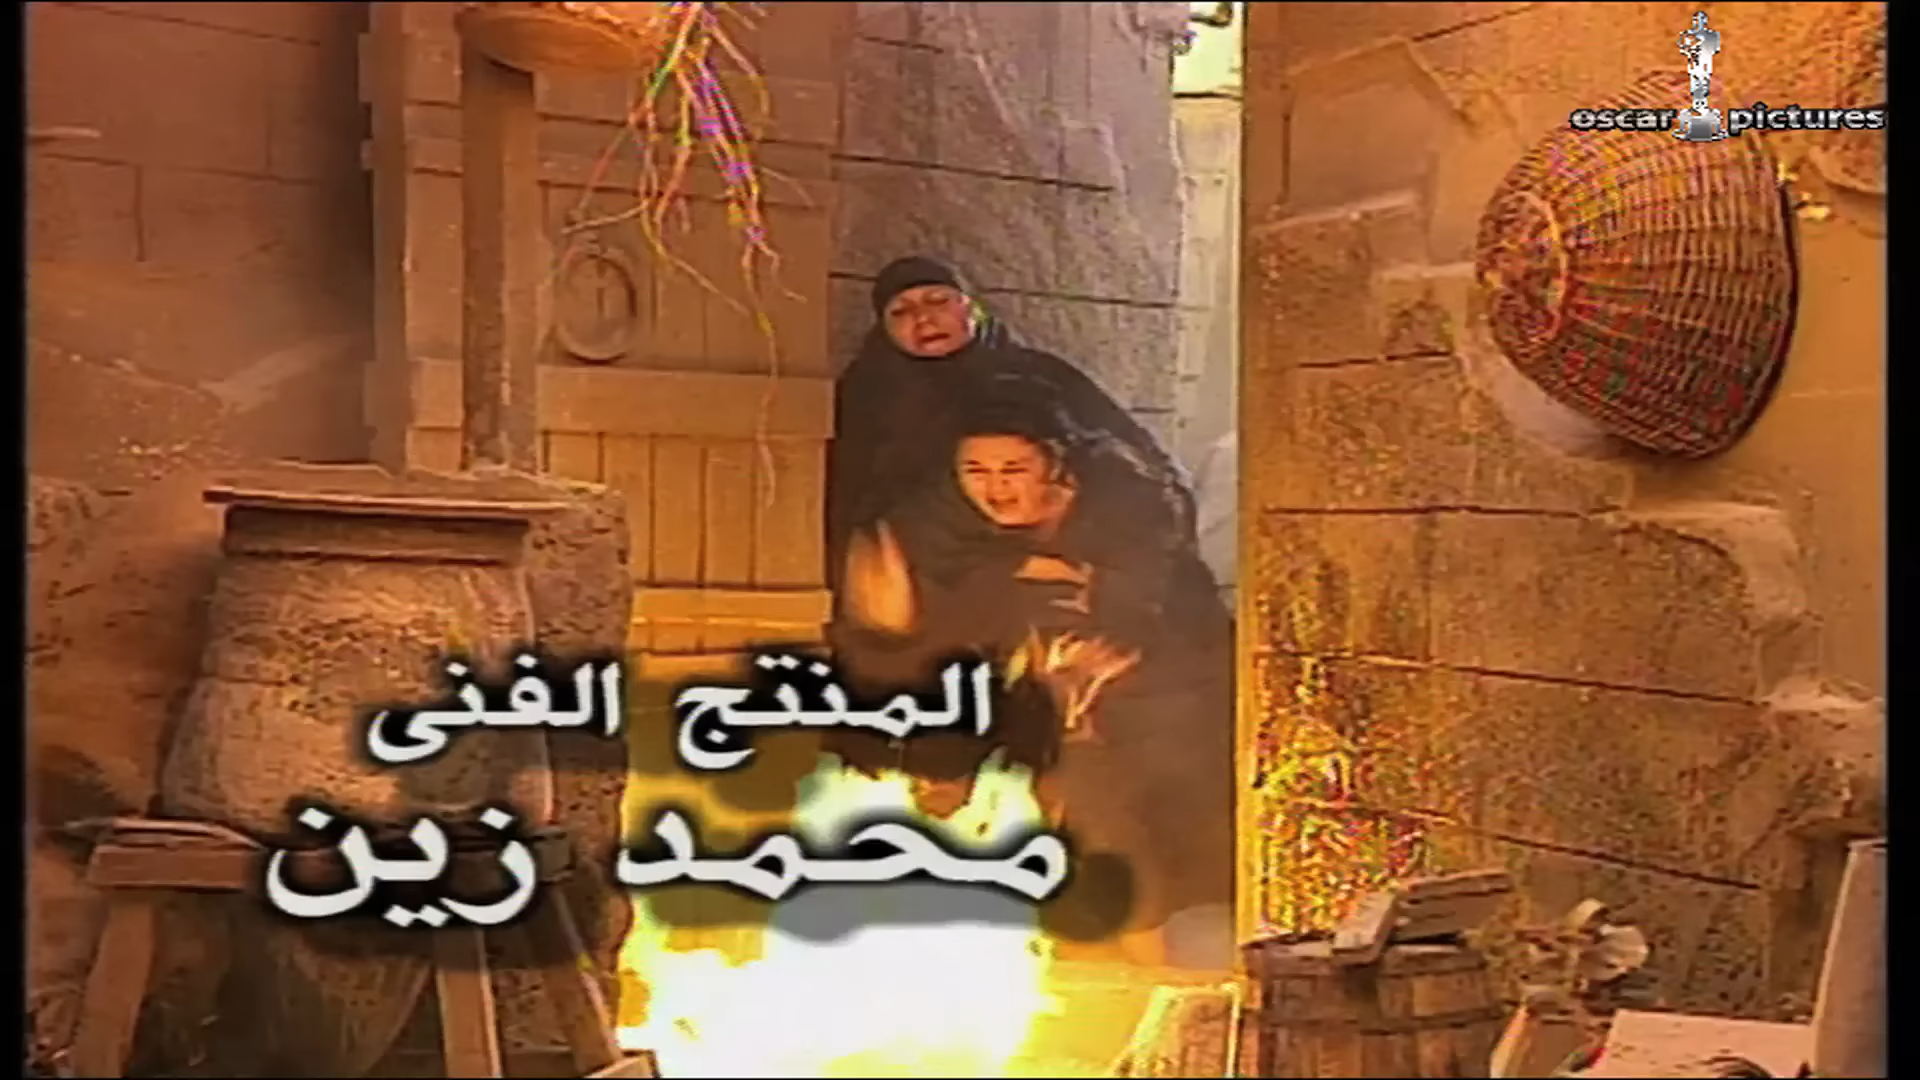 oscar pictures
المنتج الفنى
محمد زين